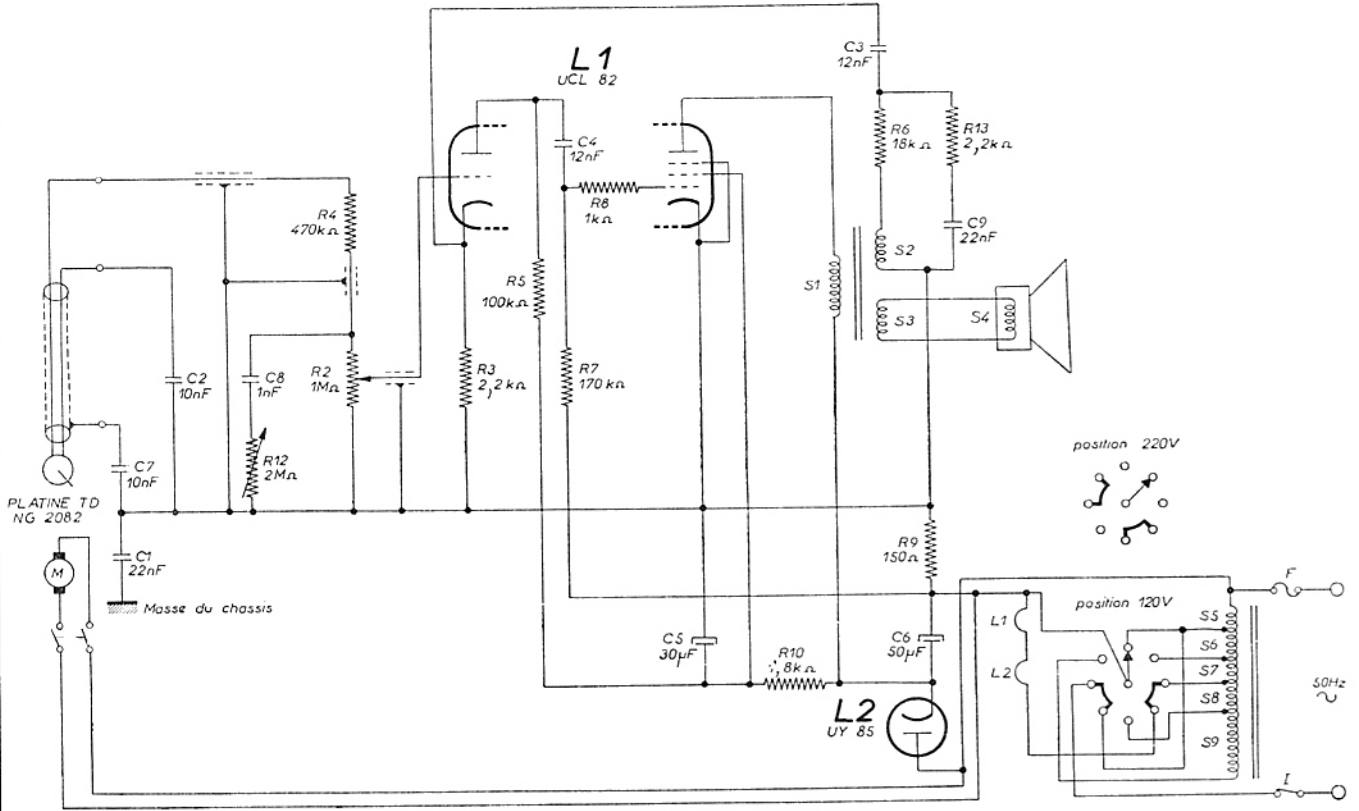 L1
UCL 82
C3
12nF
R6
18kΩ
R13
2,2kΩ
C4
12nF
R8
1kΩ
R4
470kΩ
C9
22nF
S2
S1
S3
S4
R5
100kΩ
R3
2,2kΩ
R7
170kΩ
C2
10nF
C8
1nF
R2
1MΩ
R12
2MΩ
C7
10nF
PLATINE TD
NG 2082
M
C1
22nF
Masse du chassis
position 220V
R9
150Ω
C5
30µF
R10
,8kΩ
C6
50µF
L2
UY 85
L1
L2
position 120V
S5
S6
S7
S8
S9
F
I
50Hz
~